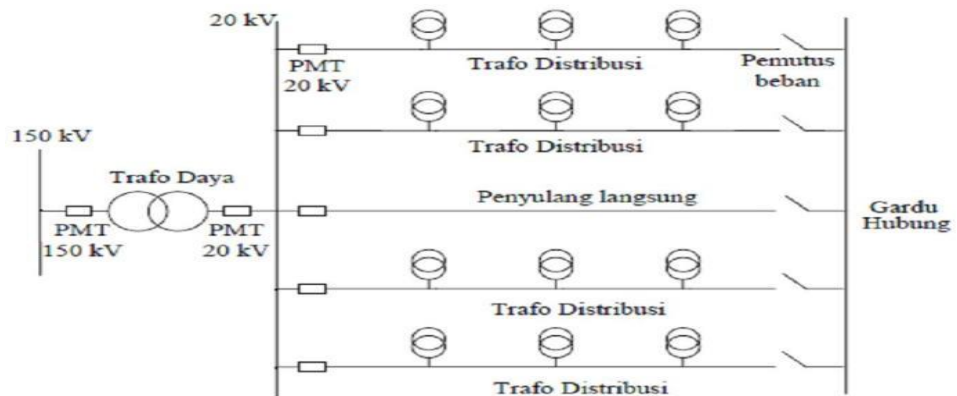 20 kV
PMT
20 kV
Trafo Distribusi
Pemutus
beban
150 kV
Trafo Distribusi
Trafo Daya
Penyulang langsung
PMT
150 kV
PMT
20 kV
Gardu
Hubung
Trafo Distribusi
Trafo Distribusi